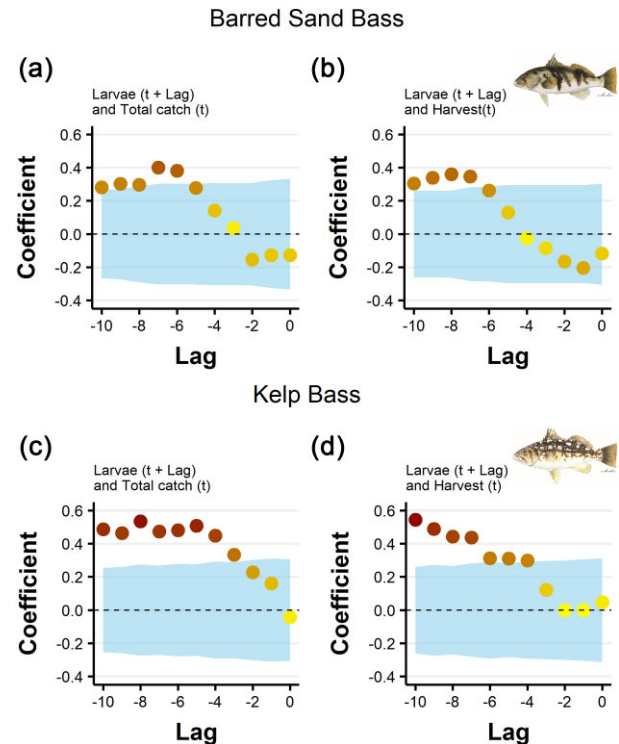 Barred Sand Bass
(a)
Larvae (t + Lag)
and Total catch (t)
0.6
0.4
0.2
0.0
-0.2
-0.4
Coefficient
-10 -8 -6 -4 -2 0
Lag
(b)
Larvae (t + Lag)
and Harvest(t)
0.6
0.4
0.2
0.0
-0.2
-0.4
Coefficient
-10 -8 -6 -4 -2 0
Lag
Kelp Bass
(c)
Larvae (t + Lag)
and Total catch (t)
0.6
0.4
0.2
0.0
-0.2
-0.4
Coefficient
-10 -8 -6 -4 -2 0
Lag
(d)
Larvae (t + Lag)
and Harvest (t)
0.6
0.4
0.2
0.0
-0.2
-0.4
Coefficient
-10 -8 -6 -4 -2 0
Lag